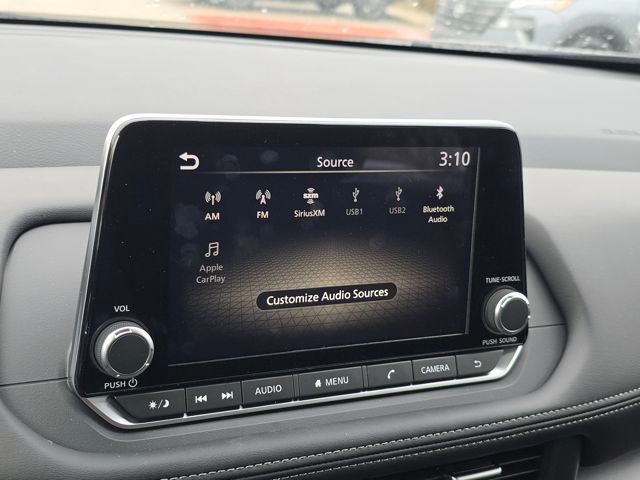 Source
3:10
AM
FM
sxm
SiriusXM
USB1
USB2
Bluetooth
Audio
Apple
CarPlay
Customize Audio Sources
VOL
PUSH
TUNE·SCROLL
PUSH SOUND
AUDIO
MENU
CAMERA